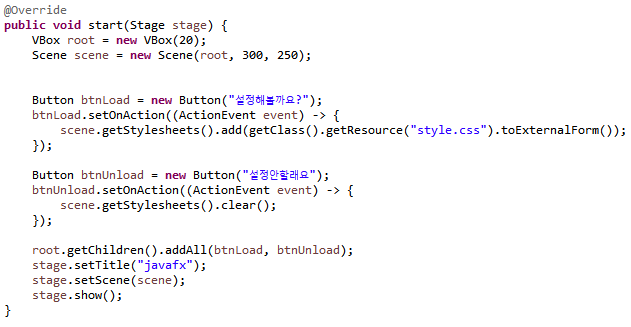 @Override
public void start(Stage stage) {
    VBox root = new VBox(20);
    Scene scene = new Scene(root, 300, 250);
    Button btnLoad = new Button("설정해볼까요?");
    btnLoad.setOnAction((ActionEvent event) -> {
        scene.getStylesheets().add(getClass().getResource("style.css").toExternalForm());
    });
    Button btnUnload = new Button("설정안할래요");
    btnUnload.setOnAction((ActionEvent event) -> {
        scene.getStylesheets().clear();
    });
    root.getChildren().addAll(btnLoad, btnUnload);
    stage.setTitle("javafx");
    stage.setScene(scene);
    stage.show();
}